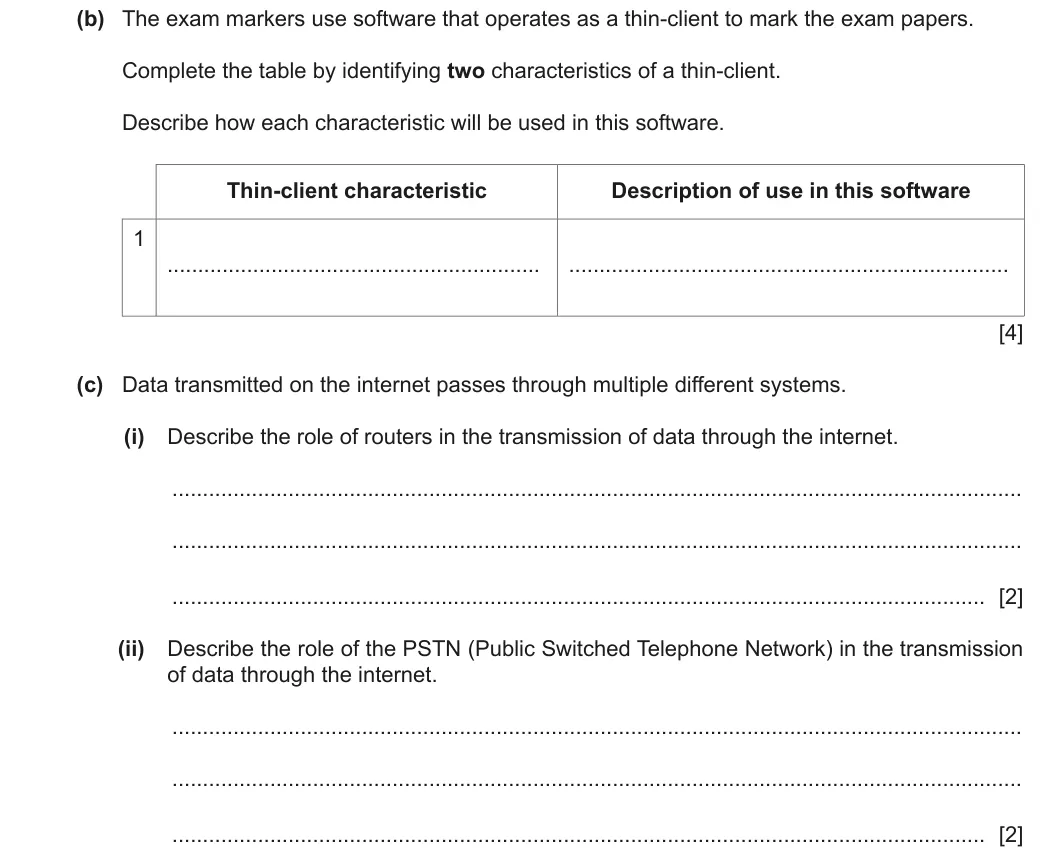 (b) The exam markers use software that operates as a thin-client to mark the exam papers.
Complete the table by identifying two characteristics of a thin-client.
Describe how each characteristic will be used in this software.
Thin-client characteristic Description of use in this software
1
.............................................................. .........................................................................
[4]
(c) Data transmitted on the internet passes through multiple different systems.
(i) Describe the role of routers in the transmission of data through the internet.
..............................................................................................................................................
..............................................................................................................................................
....................................................................................................................................... [2]
(ii) Describe the role of the PSTN (Public Switched Telephone Network) in the transmission
of data through the internet.
..............................................................................................................................................
..............................................................................................................................................
....................................................................................................................................... [2]